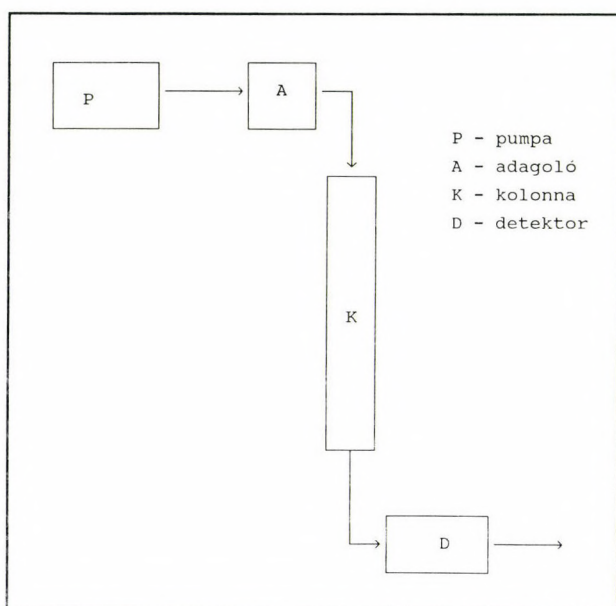 P
A
P - pumpa
A - adagoló
K - kolonna
D - detektor
K
D